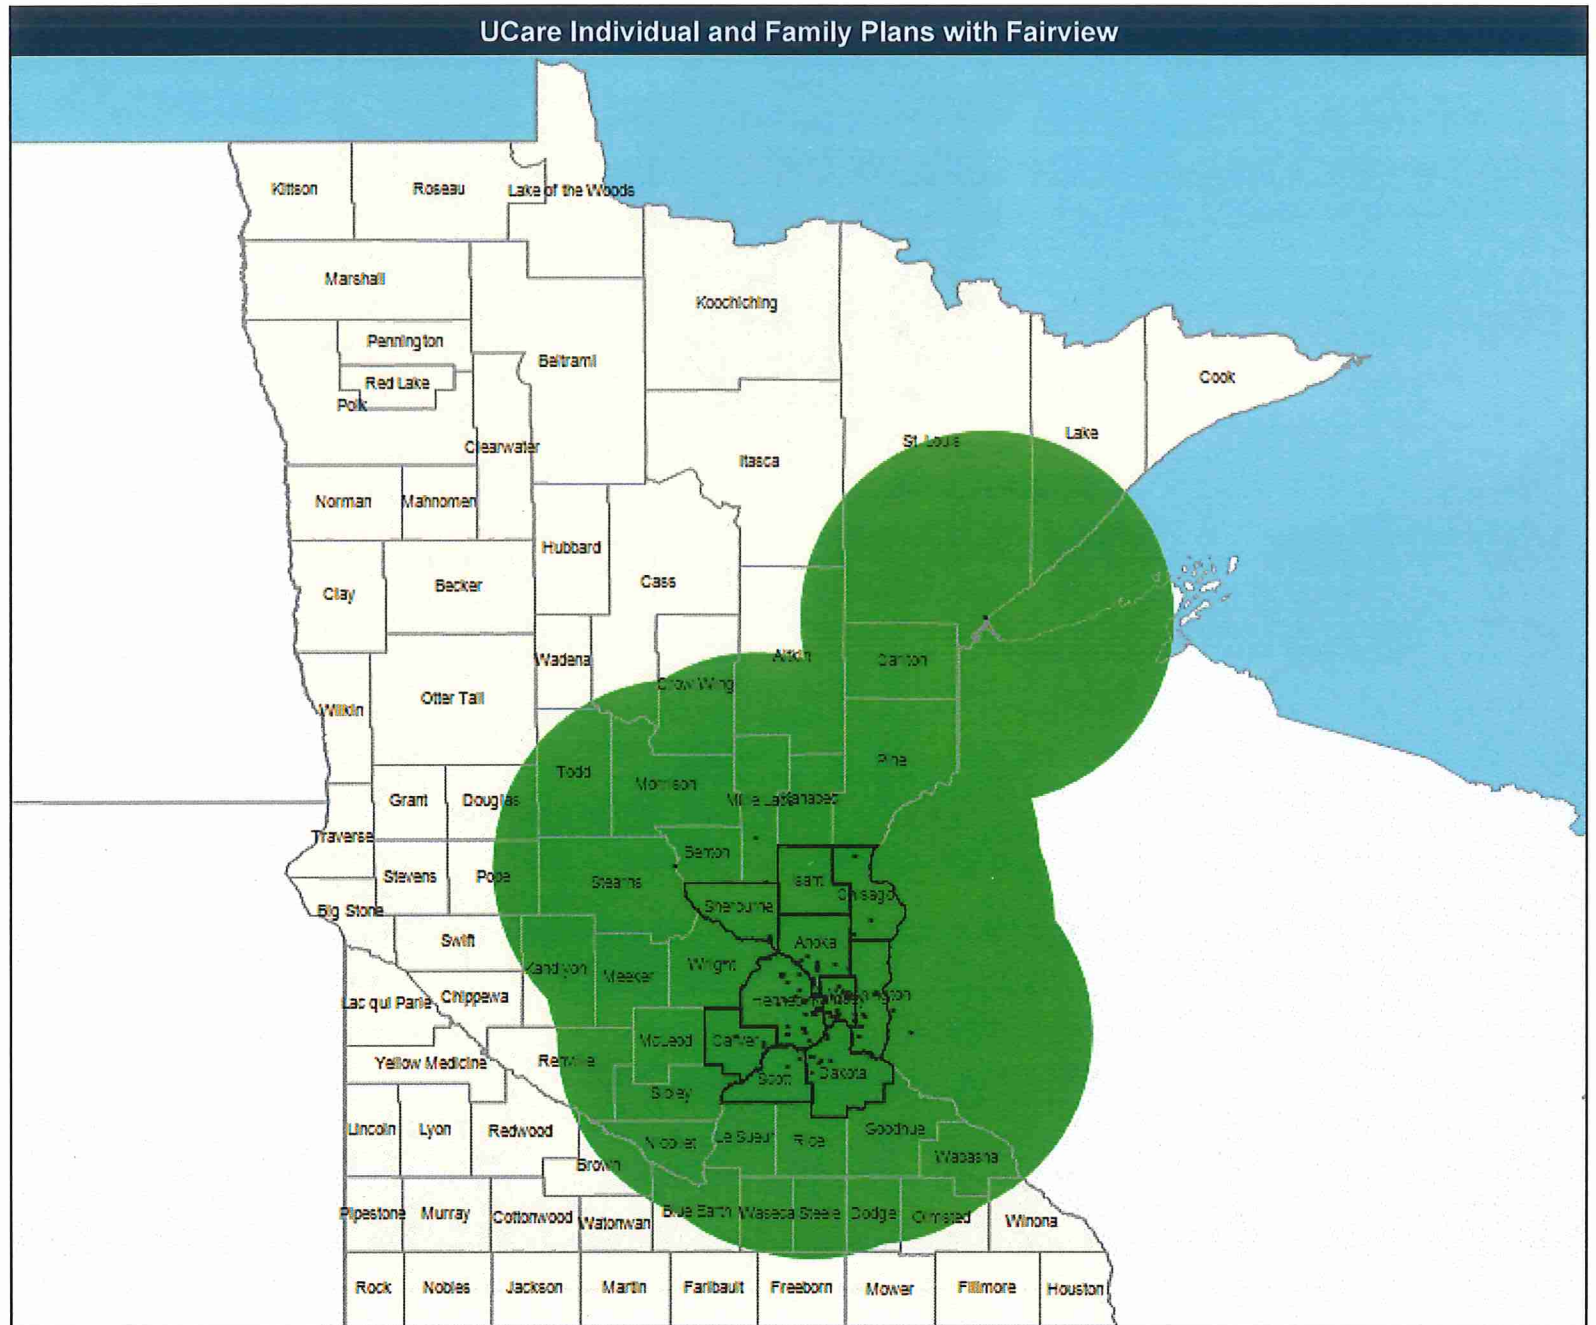 UCare Individual and Family Plans with Fairview
Kittson
Roseau
Lake of the Woods
Marshall
Koochiching
Pennington
Beltrami
Red Lake
Cook
Polk
Lake
St. Louis
Clearwater
Itasca
Norman
Mahnomen
Hubbard
Cass
Becker
Clay
Aitkin
Carlton
Wadena
Crow Wing
Otter Tail
Wilkin
Pine
Todd
Morrison
Grant
Douglas
Mille Lacs
Kanabec
Traverse
Benton
Stevens
Pope
Stearns
Isanti
Chisago
Sherburne
Big Stone
Swift
Anoka
Kandiyohi
Meeker
Wright
Chippewa
Lac qui Parle
Hennepin
Ramsey
Washington
McLeod
Carver
Yellow Medicine
Renville
Scott
Dakota
Sibley
Lincoln
Lyon
Redwood
Nicollet
Le Sueur
Rice
Goodhue
Wabasha
Brown
Pipestone
Murray
Cottonwood
Watonwan
Blue Earth
Waseca
Steele
Dodge
Olmsted
Winona
Rock
Nobles
Jackson
Martin
Faribault
Freeborn
Mower
Fillmore
Houston